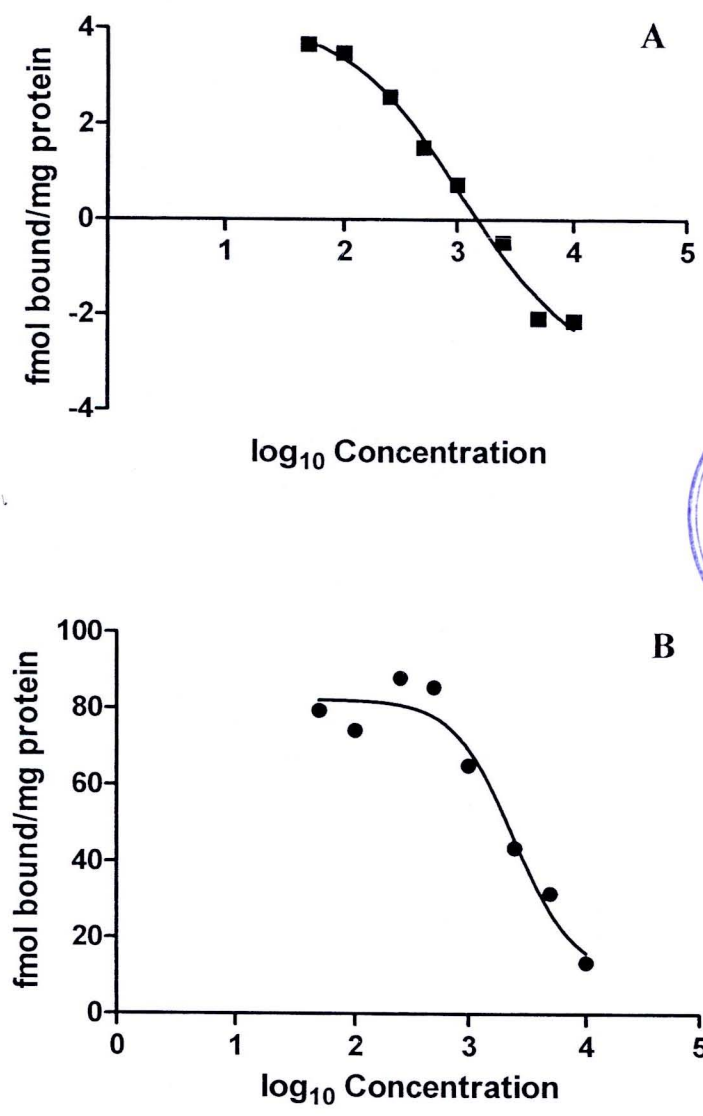 A
fmol bound/mg protein
4
2
0
-2
-4
1 2 3 4 5
log₁₀ Concentration
B
fmol bound/mg protein
100
80
60
40
20
0
0 1 2 3 4 5
log₁₀ Concentration